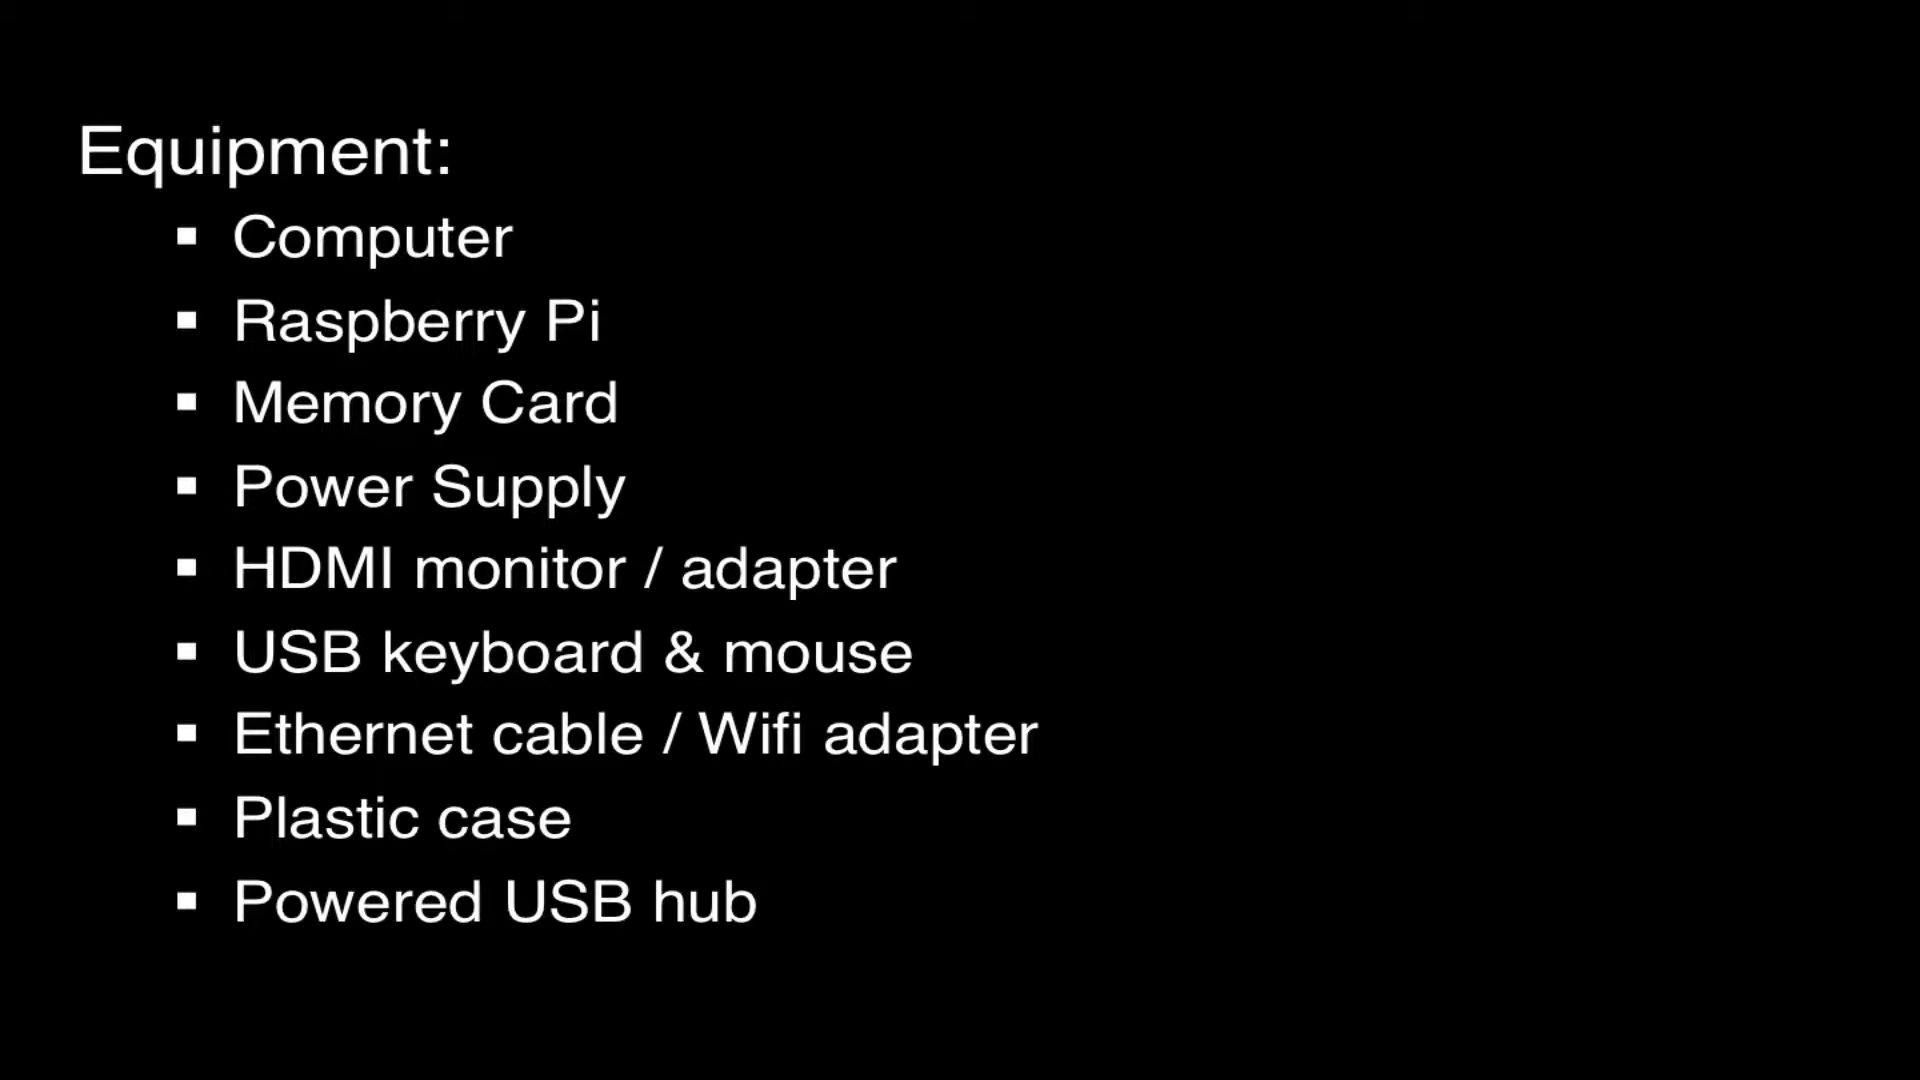 Equipment:
▪ Computer
▪ Raspberry Pi
▪ Memory Card
▪ Power Supply
▪ HDMI monitor / adapter
▪ USB keyboard & mouse
▪ Ethernet cable / Wifi adapter
▪ Plastic case
▪ Powered USB hub